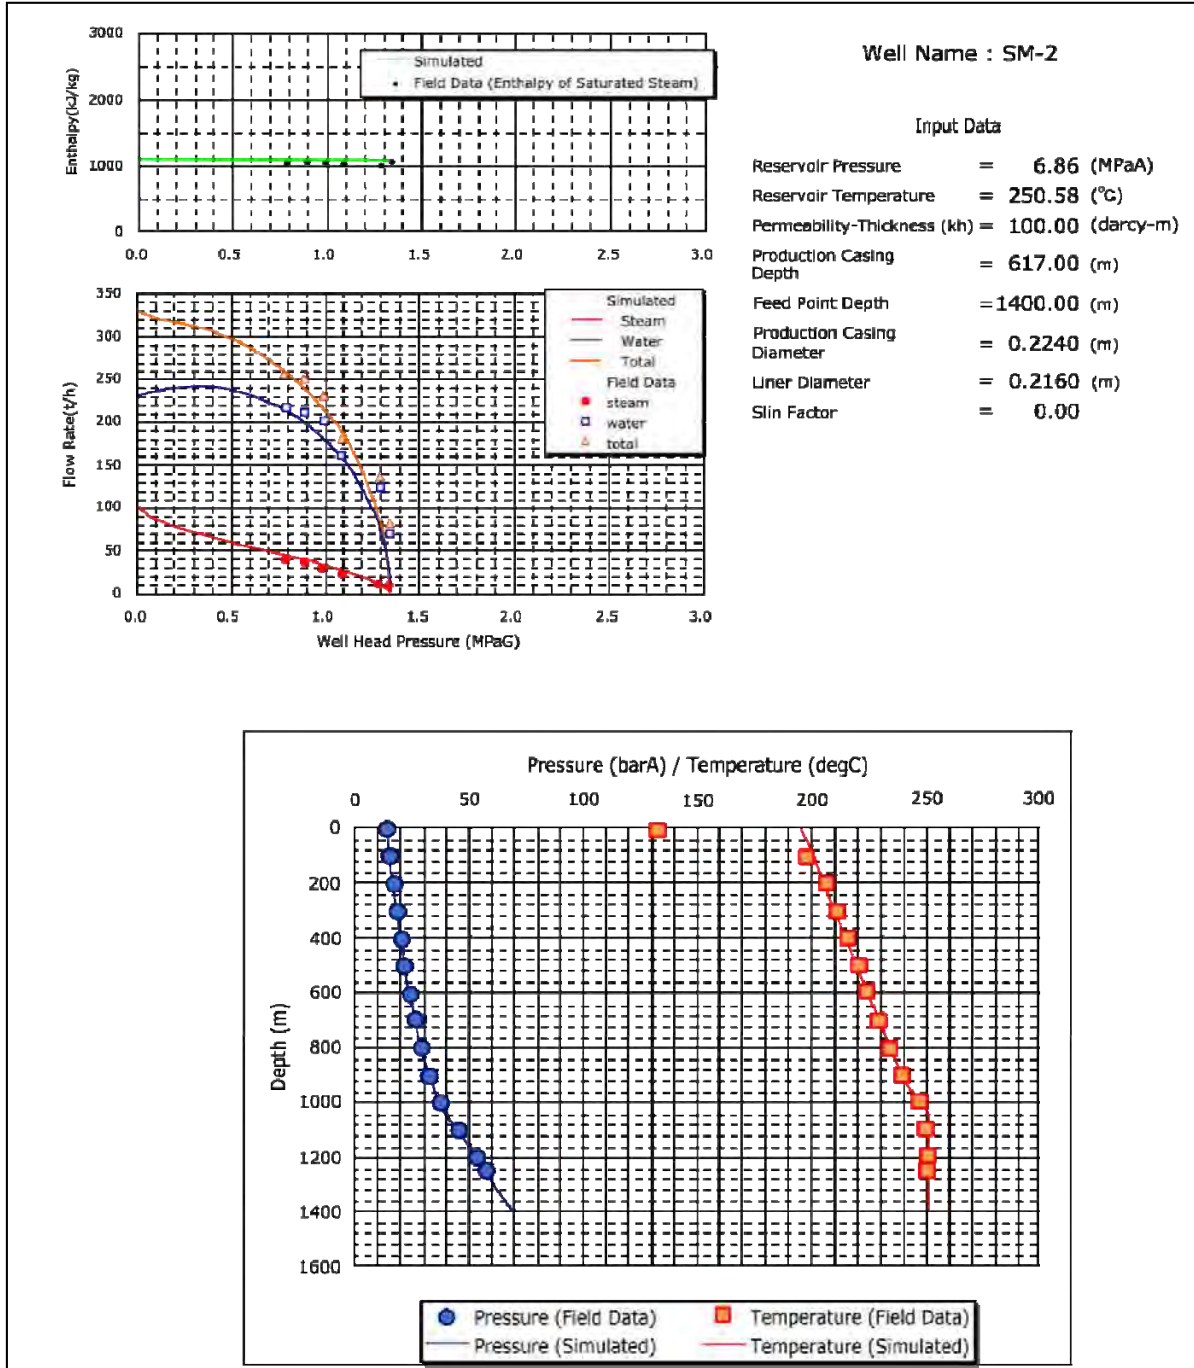 3000
2000
1000
0
Enthalpy(kJ/kg)
Simulated
Field Data (Enthalpy of Saturated Steam)
0.0 0.5 1.0 1.5 2.0 2.5 3.0
Well Name : SM-2
Input Data
Reservoir Pressure = 6.86 (MPaA)
Reservoir Temperature = 250.58 (°C)
Permeability-Thickness (kh) = 100.00 (darcy-m)
Production Casing
Depth = 617.00 (m)
Feed Point Depth =1400.00 (m)
Production Casing
Diameter = 0.2240 (m)
Liner Diameter = 0.2160 (m)
Slin Factor = 0.00
350
300
250
200
150
100
50
0
Flow Rate(t/h)
Simulated
Steam
Water
Total
Field Data
steam
water
total
0.0 0.5 1.0 1.5 2.0 2.5 3.0
Well Head Pressure (MPaG)
Pressure (barA) / Temperature (degC)
0 50 100 150 200 250 300
0
200
400
600
800
1000
1200
1400
1600
Depth (m)
Pressure (Field Data) Temperature (Field Data)
Pressure (Simulated) Temperature (Simulated)